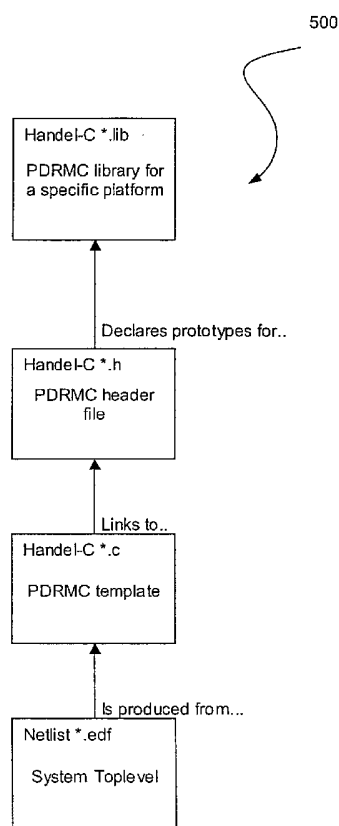 500
Handel-C *.lib
PDRMC library for
a specific platform
Declares prototypes for..
Handel-C *.h
PDRMC header
file
Links to..
Handel-C *.c
PDRMC template
Is produced from...
Netlist *.edf
System Toplevel